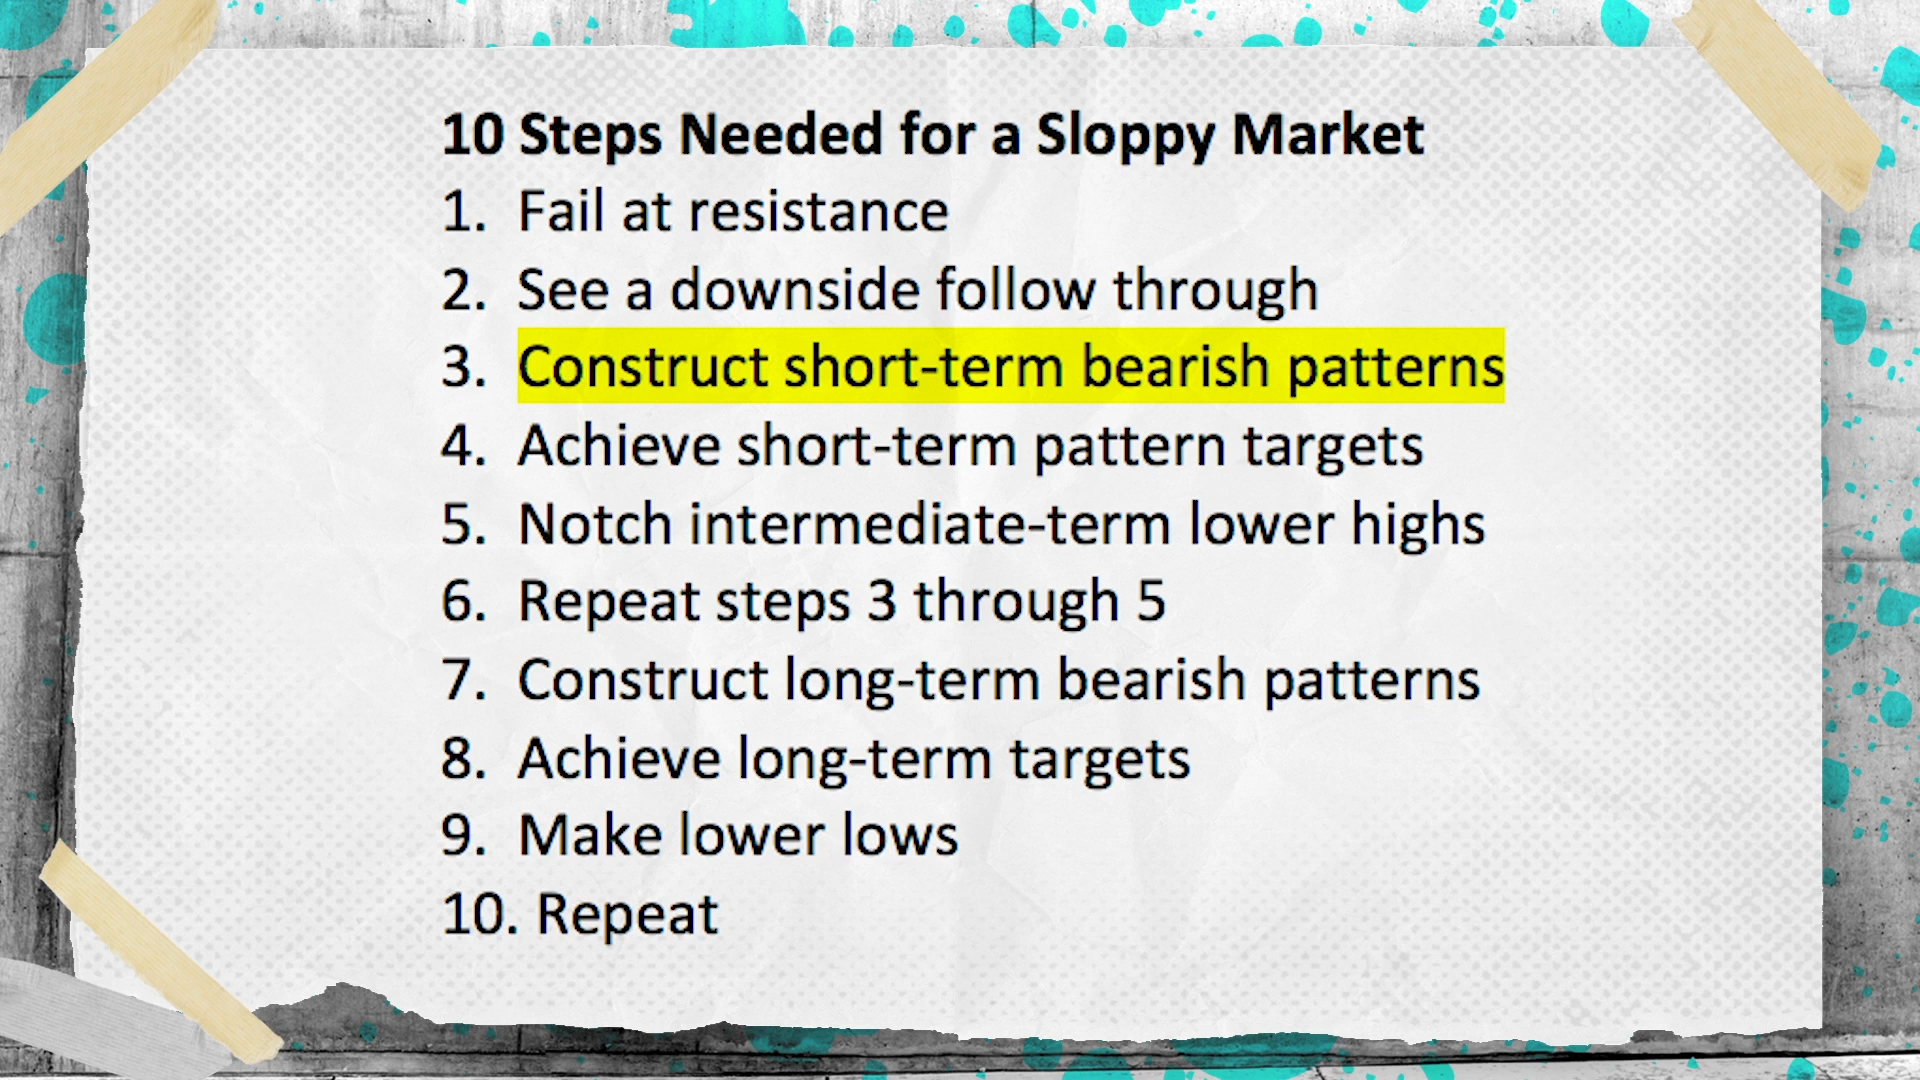 10 Steps Needed for a Sloppy Market
1. Fail at resistance
2. See a downside follow through
3. Construct short-term bearish patterns
4. Achieve short-term pattern targets
5. Notch intermediate-term lower highs
6. Repeat steps 3 through 5
7. Construct long-term bearish patterns
8. Achieve long-term targets
9. Make lower lows
10. Repeat